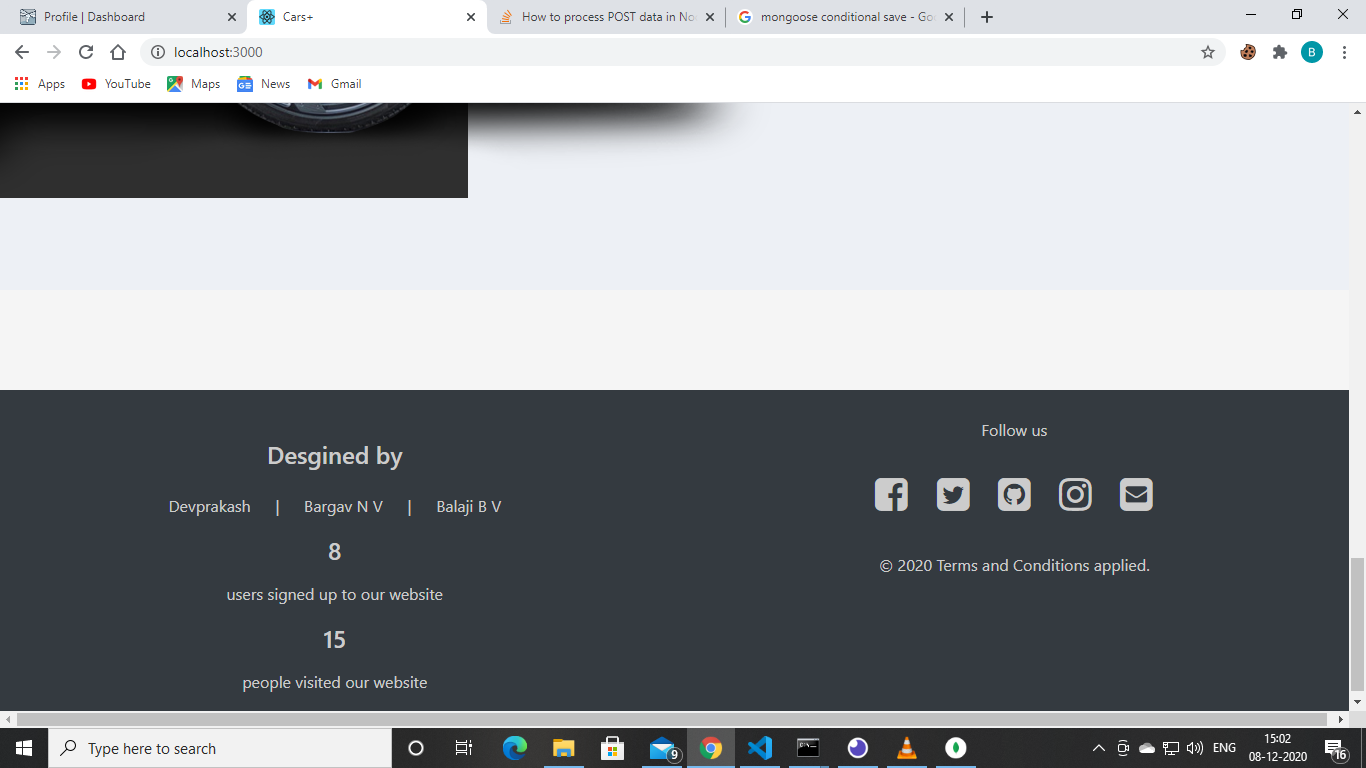 Profile | Dashboard
Cars+
How to process POST data in No
mongoose conditional save - Goo
localhost:3000
B
Apps
YouTube
Maps
News
Gmail
Desgined by
Devprakash | Bargav N V | Balaji B V
8
users signed up to our website
15
people visited our website
Follow us
© 2020 Terms and Conditions applied.
Type here to search
9
ENG
15:02
08-12-2020
16